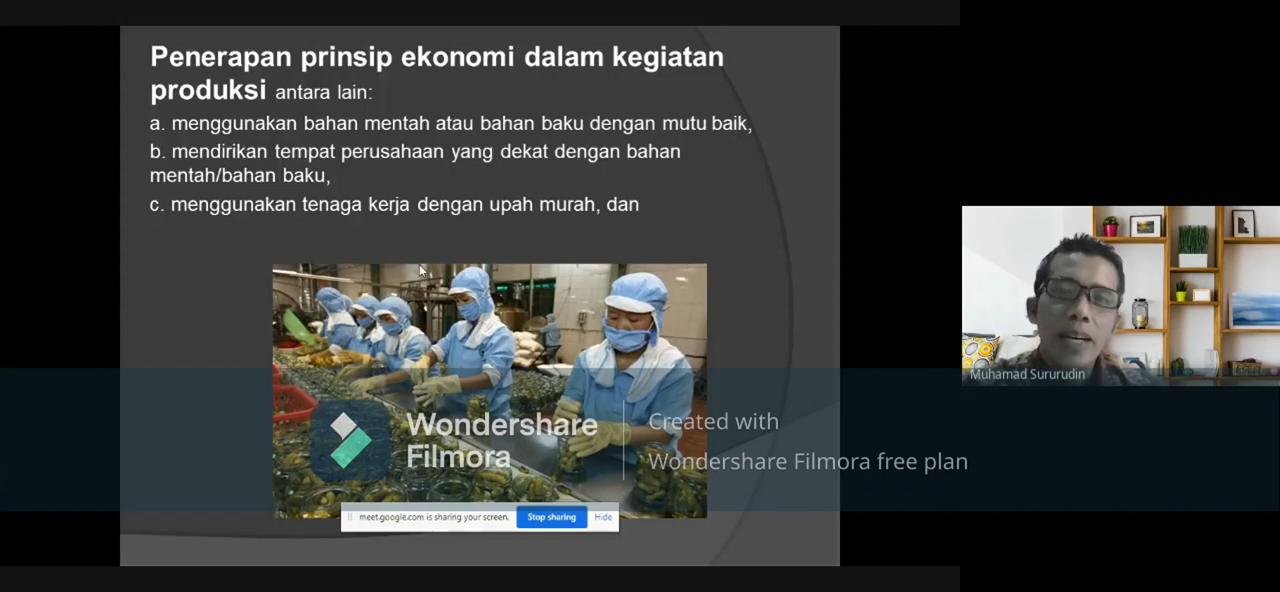 Penerapan prinsip ekonomi dalam kegiatan
produksi antara lain:
a. menggunakan bahan mentah atau bahan baku dengan mutu baik,
b. mendirikan tempat perusahaan yang dekat dengan bahan
mentah/bahan baku,
c. menggunakan tenaga kerja dengan upah murah, dan
Muhamad Sururudin
Wondershare
Filmora
Created with
Wondershare Filmora free plan
meet.google.com is sharing your screen. Stop sharing Hide